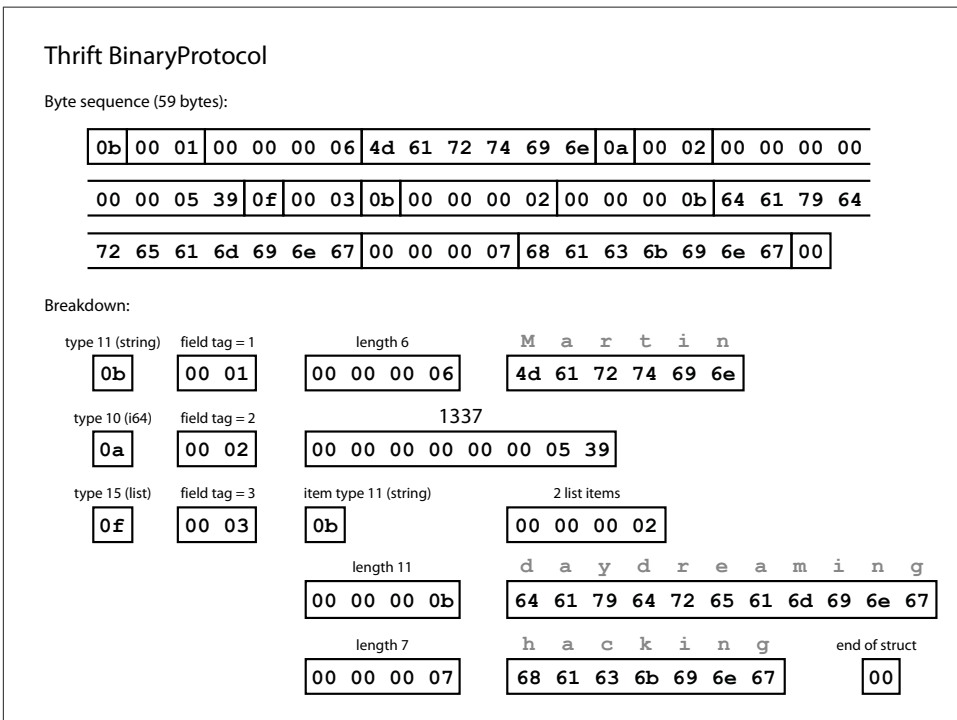 Thrift BinaryProtocol
Byte sequence (59 bytes):
0b 00 01 00 00 00 06 4d 61 72 74 69 6e 0a 00 02 00 00 00 00
00 00 05 39 0f 00 03 0b 00 00 00 02 00 00 00 0b 64 61 79 64
72 65 61 6d 69 6e 67 00 00 00 07 68 61 63 6b 69 6e 67 00
Breakdown:
type 11 (string) field tag = 1 length 6 M a r t i n
0b 00 01 00 00 00 06 4d 61 72 74 69 6e
type 10 (i64) field tag = 2 1337
0a 00 02 00 00 00 00 00 00 05 39
type 15 (list) field tag = 3 item type 11 (string) 2 list items
0f 00 03 0b 00 00 00 02
length 11 d a y d r e a m i n g
00 00 00 0b 64 61 79 64 72 65 61 6d 69 6e 67
length 7 h a c k i n g end of struct
00 00 00 07 68 61 63 6b 69 6e 67 00